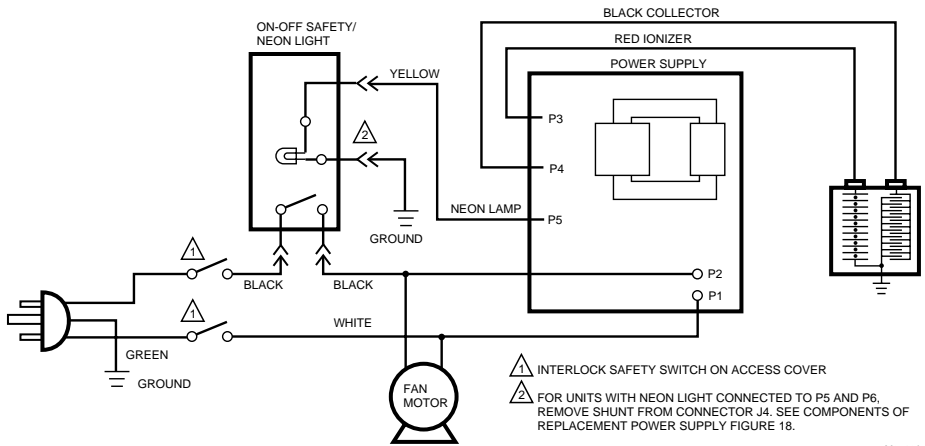 BLACK COLLECTOR
ON-OFF SAFETY/
NEON LIGHT
RED IONIZER
POWER SUPPLY
YELLOW
2
P3
P4
NEON LAMP
P5
GROUND
1
P2
BLACK
BLACK
P1
1
WHITE
GREEN
GROUND
FAN
MOTOR
1 INTERLOCK SAFETY SWITCH ON ACCESS COVER
2 FOR UNITS WITH NEON LIGHT CONNECTED TO P5 AND P6,
REMOVE SHUNT FROM CONNECTOR J4. SEE COMPONENTS OF
REPLACEMENT POWER SUPPLY FIGURE 18.